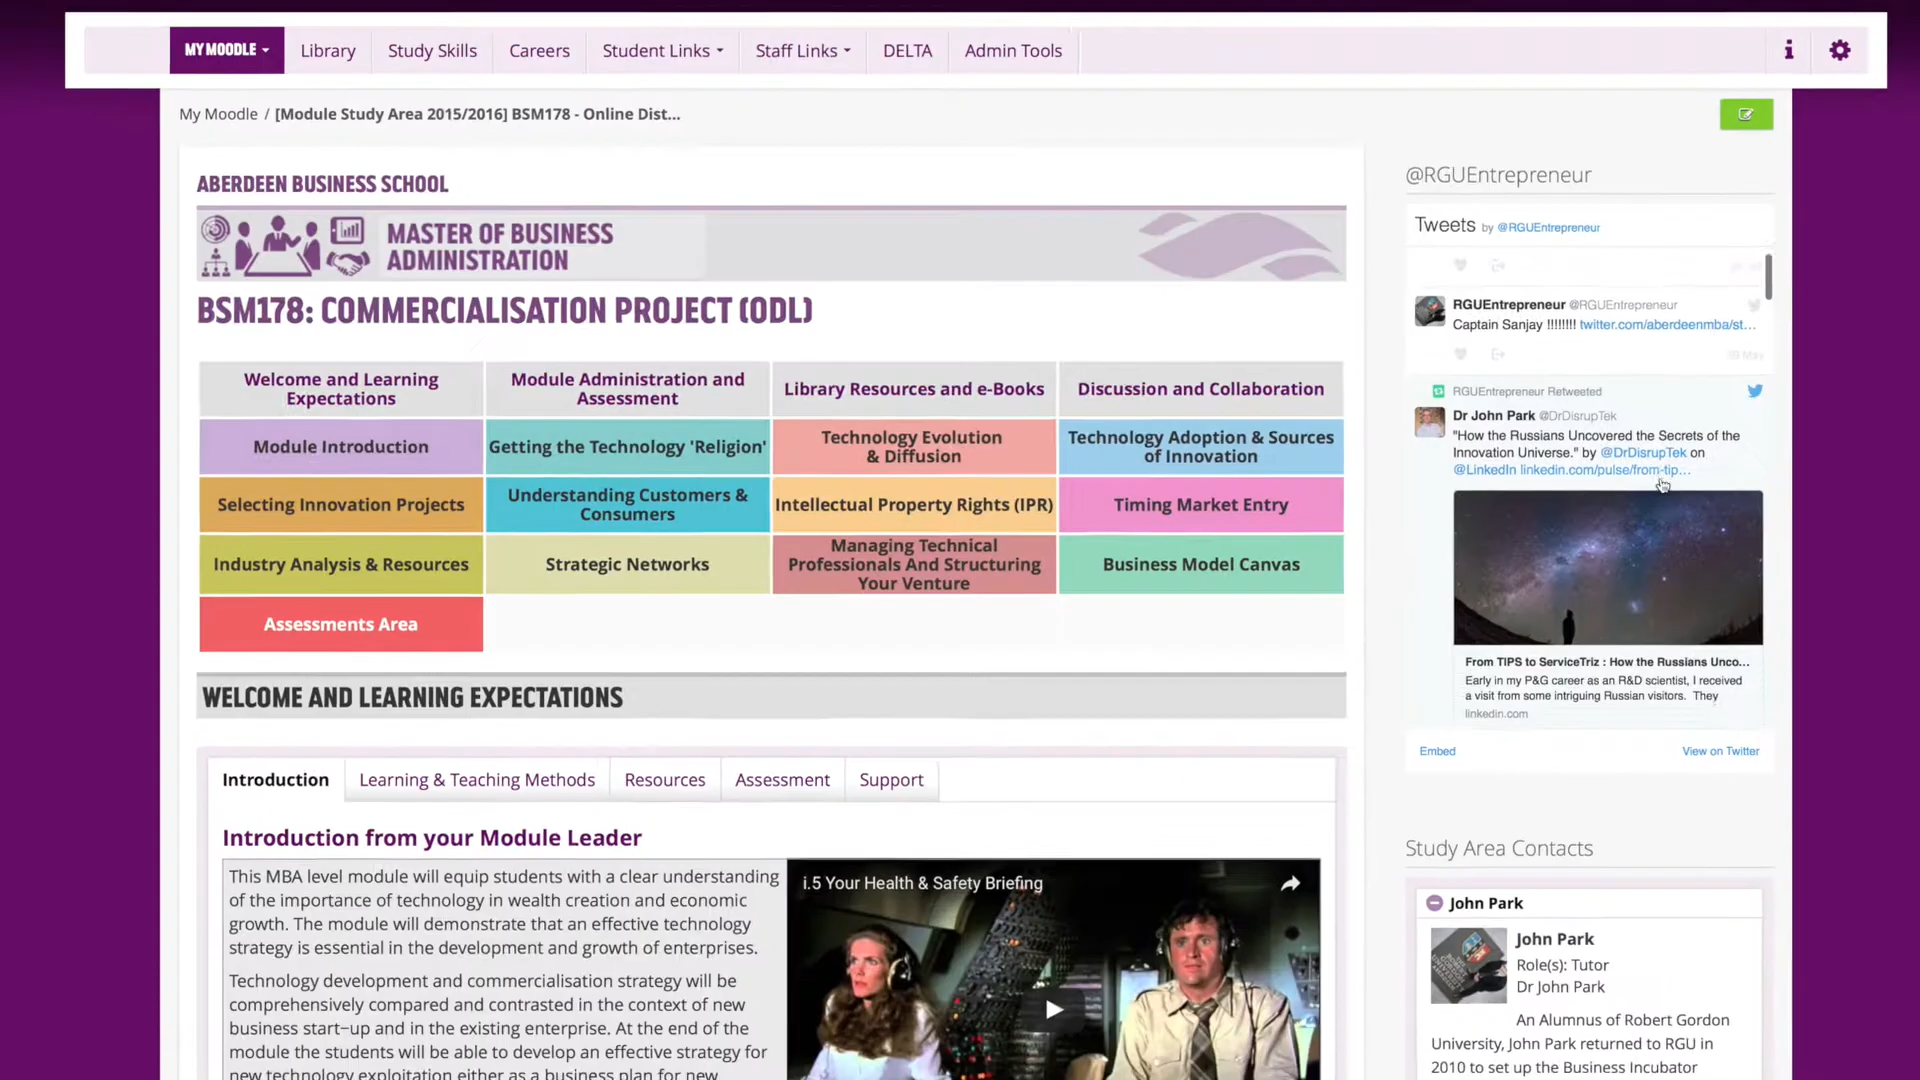 MY MOODLE
Library
Study Skills
Careers
Student Links
Staff Links
DELTA
Admin Tools
My Moodle / [Module Study Area 2015/2016] BSM178 - Online Dist...
ABERDEEN BUSINESS SCHOOL
MASTER OF BUSINESS
ADMINISTRATION
BSM178: COMMERCIALISATION PROJECT (ODL)
Welcome and Learning
Expectations
Module Administration and
Assessment
Library Resources and e-Books
Discussion and Collaboration
Module Introduction
Getting the Technology 'Religion'
Technology Evolution
& Diffusion
Technology Adoption & Sources
of Innovation
Selecting Innovation Projects
Understanding Customers &
Consumers
Intellectual Property Rights (IPR)
Timing Market Entry
Industry Analysis & Resources
Strategic Networks
Managing Technical
Professionals And Structuring
Your Venture
Business Model Canvas
Assessments Area
WELCOME AND LEARNING EXPECTATIONS
Introduction
Learning & Teaching Methods
Resources
Assessment
Support
Introduction from your Module Leader
This MBA level module will equip students with a clear understanding
of the importance of technology in wealth creation and economic
growth. The module will demonstrate that an effective technology
strategy is essential in the development and growth of enterprises.
Technology development and commercialisation strategy will be
comprehensively compared and contrasted in the context of new
business start-up and in the existing enterprise. At the end of the
module the students will be able to develop an effective strategy for
new technology exploitation either as a business plan for new
i.5 Your Health & Safety Briefing
@RGUEntrepreneur
Tweets by @RGUEntrepreneur
RGUEntrepreneur @RGUEntrepreneur
Captain Sanjay !!!!!!!! twitter.com/aberdeenmba/st...
RGUEntrepreneur Retweeted
Dr John Park @DrDisrupTek
"How the Russians Uncovered the Secrets of the
Innovation Universe." by @DrDisrupTek on
@LinkedIn linkedin.com/pulse/from-tip...
From TIPS to ServiceTriz : How the Russians Unco...
Early in my P&G career as an R&D scientist, I received
a visit from some intriguing Russian visitors. They
linkedin.com
Embed
View on Twitter
Study Area Contacts
John Park
John Park
Role(s): Tutor
Dr John Park
An Alumnus of Robert Gordon
University, John Park returned to RGU in
2010 to set up the Business Incubator